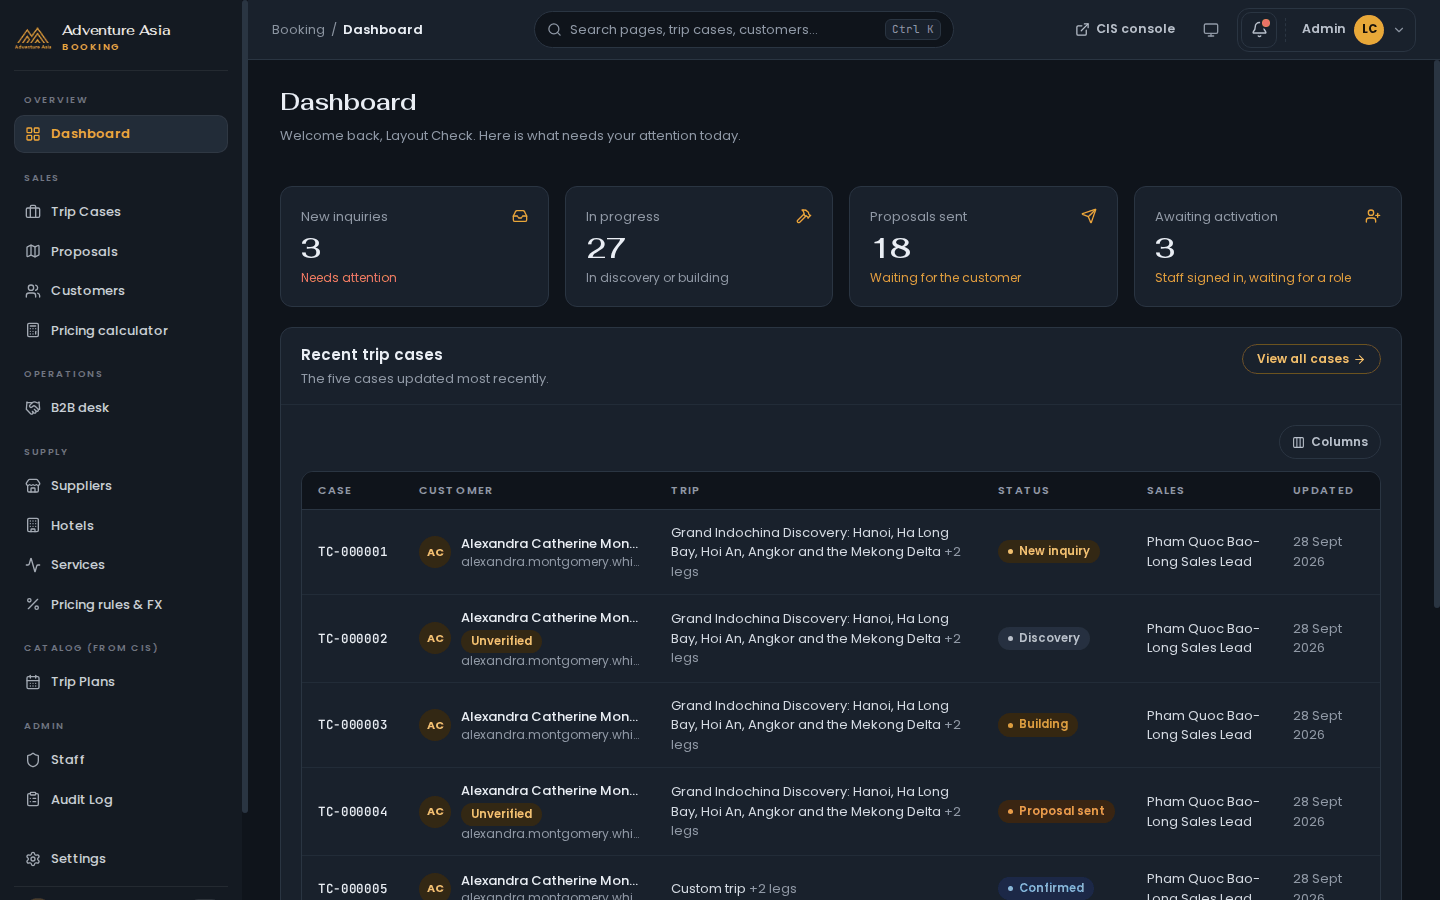 Adventure Asia
Adventure Asia
BOOKING
OVERVIEW
Dashboard
SALES
Trip Cases
Proposals
Customers
Pricing calculator
OPERATIONS
B2B desk
SUPPLY
Suppliers
Hotels
Services
Pricing rules & FX
CATALOG (FROM CIS)
Trip Plans
ADMIN
Staff
Audit Log
Settings
Booking / Dashboard
Search pages, trip cases, customers...
Ctrl K
CIS console
Admin
LC
Dashboard
Welcome back, Layout Check. Here is what needs your attention today.
New inquiries
3
Needs attention
In progress
27
In discovery or building
Proposals sent
18
Waiting for the customer
Awaiting activation
3
Staff signed in, waiting for a role
Recent trip cases
The five cases updated most recently.
View all cases →
Columns
CASE CUSTOMER TRIP STATUS SALES UPDATED
TC-000001
AC
Alexandra Catherine Mon...
alexandra.montgomery.whi...
Grand Indochina Discovery: Hanoi, Ha Long
Bay, Hoi An, Angkor and the Mekong Delta +2
legs
New inquiry
Pham Quoc Bao-
Long Sales Lead
28 Sept
2026
TC-000002
AC
Alexandra Catherine Mon...
Unverified
alexandra.montgomery.whi...
Grand Indochina Discovery: Hanoi, Ha Long
Bay, Hoi An, Angkor and the Mekong Delta +2
legs
Discovery
Pham Quoc Bao-
Long Sales Lead
28 Sept
2026
TC-000003
AC
Alexandra Catherine Mon...
alexandra.montgomery.whi...
Grand Indochina Discovery: Hanoi, Ha Long
Bay, Hoi An, Angkor and the Mekong Delta +2
legs
Building
Pham Quoc Bao-
Long Sales Lead
28 Sept
2026
TC-000004
AC
Alexandra Catherine Mon...
Unverified
alexandra.montgomery.whi...
Grand Indochina Discovery: Hanoi, Ha Long
Bay, Hoi An, Angkor and the Mekong Delta +2
legs
Proposal sent
Pham Quoc Bao-
Long Sales Lead
28 Sept
2026
TC-000005
AC
Alexandra Catherine Mon...
alexandra.montgomery.whi...
Custom trip +2 legs
Confirmed
Pham Quoc Bao-
Long Sales Lead
28 Sept
2026